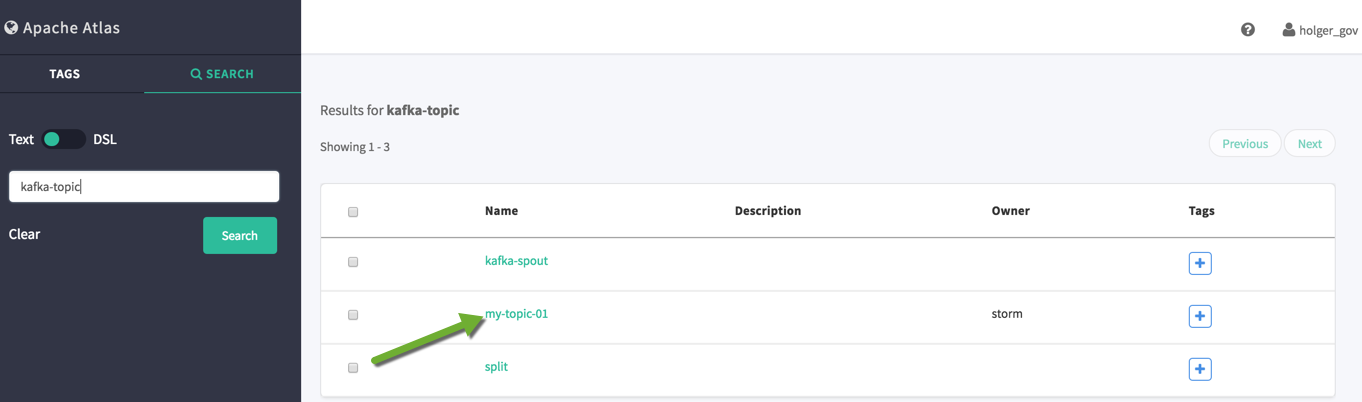 Apache Atlas
holger_gov
TAGS
SEARCH
Text
DSL
kafka-topic
Clear
Search
Results for kafka-topic
Showing 1 - 3
Previous
Next
Name Description Owner Tags
kafka-spout
my-topic-01 storm
split